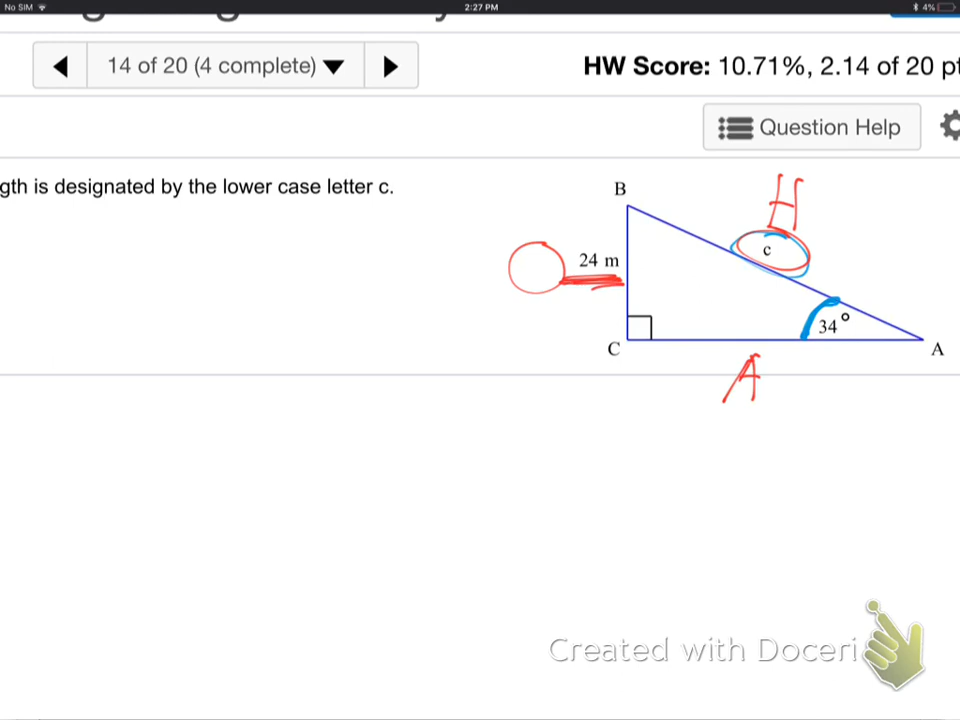 No SIM
2:27 PM
4%
14 of 20 (4 complete)
HW Score: 10.71%, 2.14 of 20 pt
Question Help
gth is designated by the lower case letter c.
B
H
c
O
24 m
34°
C
A
A
Created with Doceri